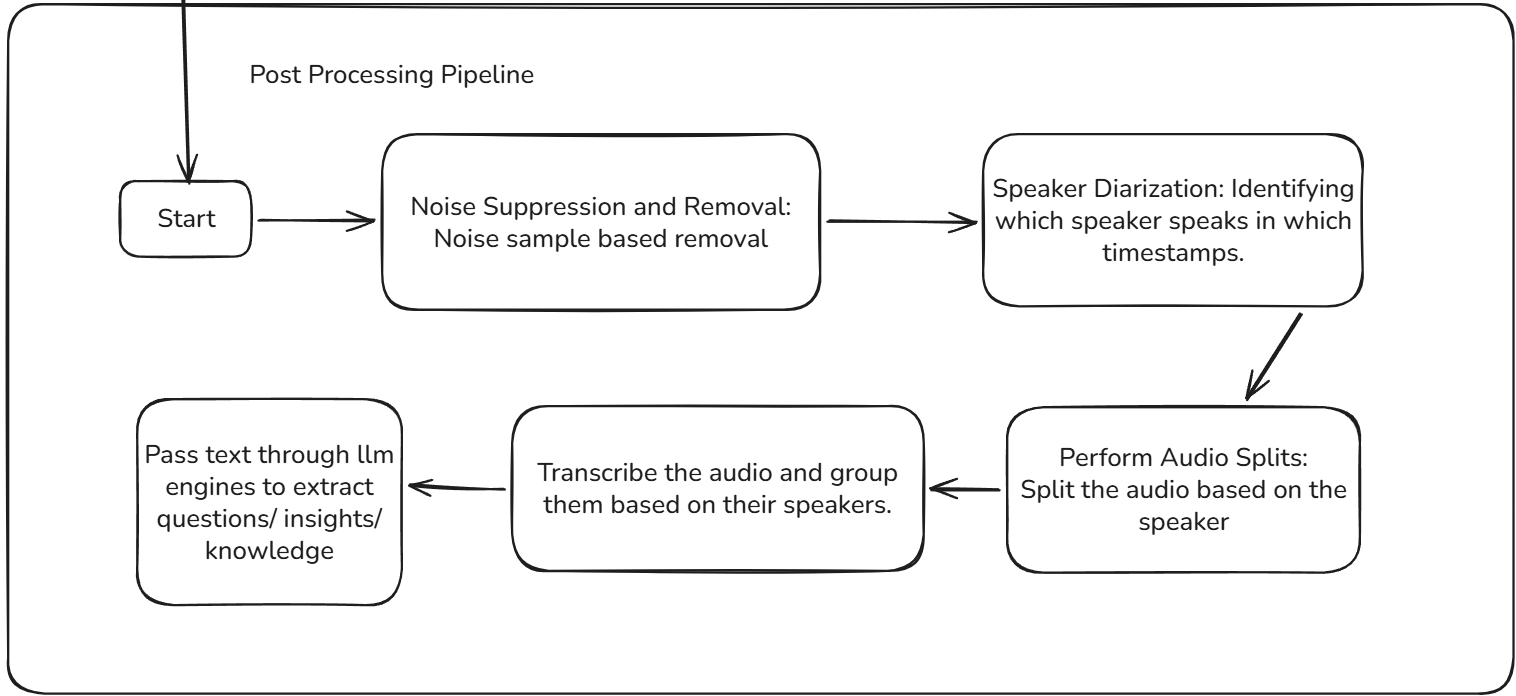 Post Processing Pipeline
Start
Noise Suppression and Removal:
Noise sample based removal
Speaker Diarization: Identifying
which speaker speaks in which
timestamps.
Perform Audio Splits:
Split the audio based on the
speaker
Transcribe the audio and group
them based on their speakers.
Pass text through llm
engines to extract
questions/ insights/
knowledge